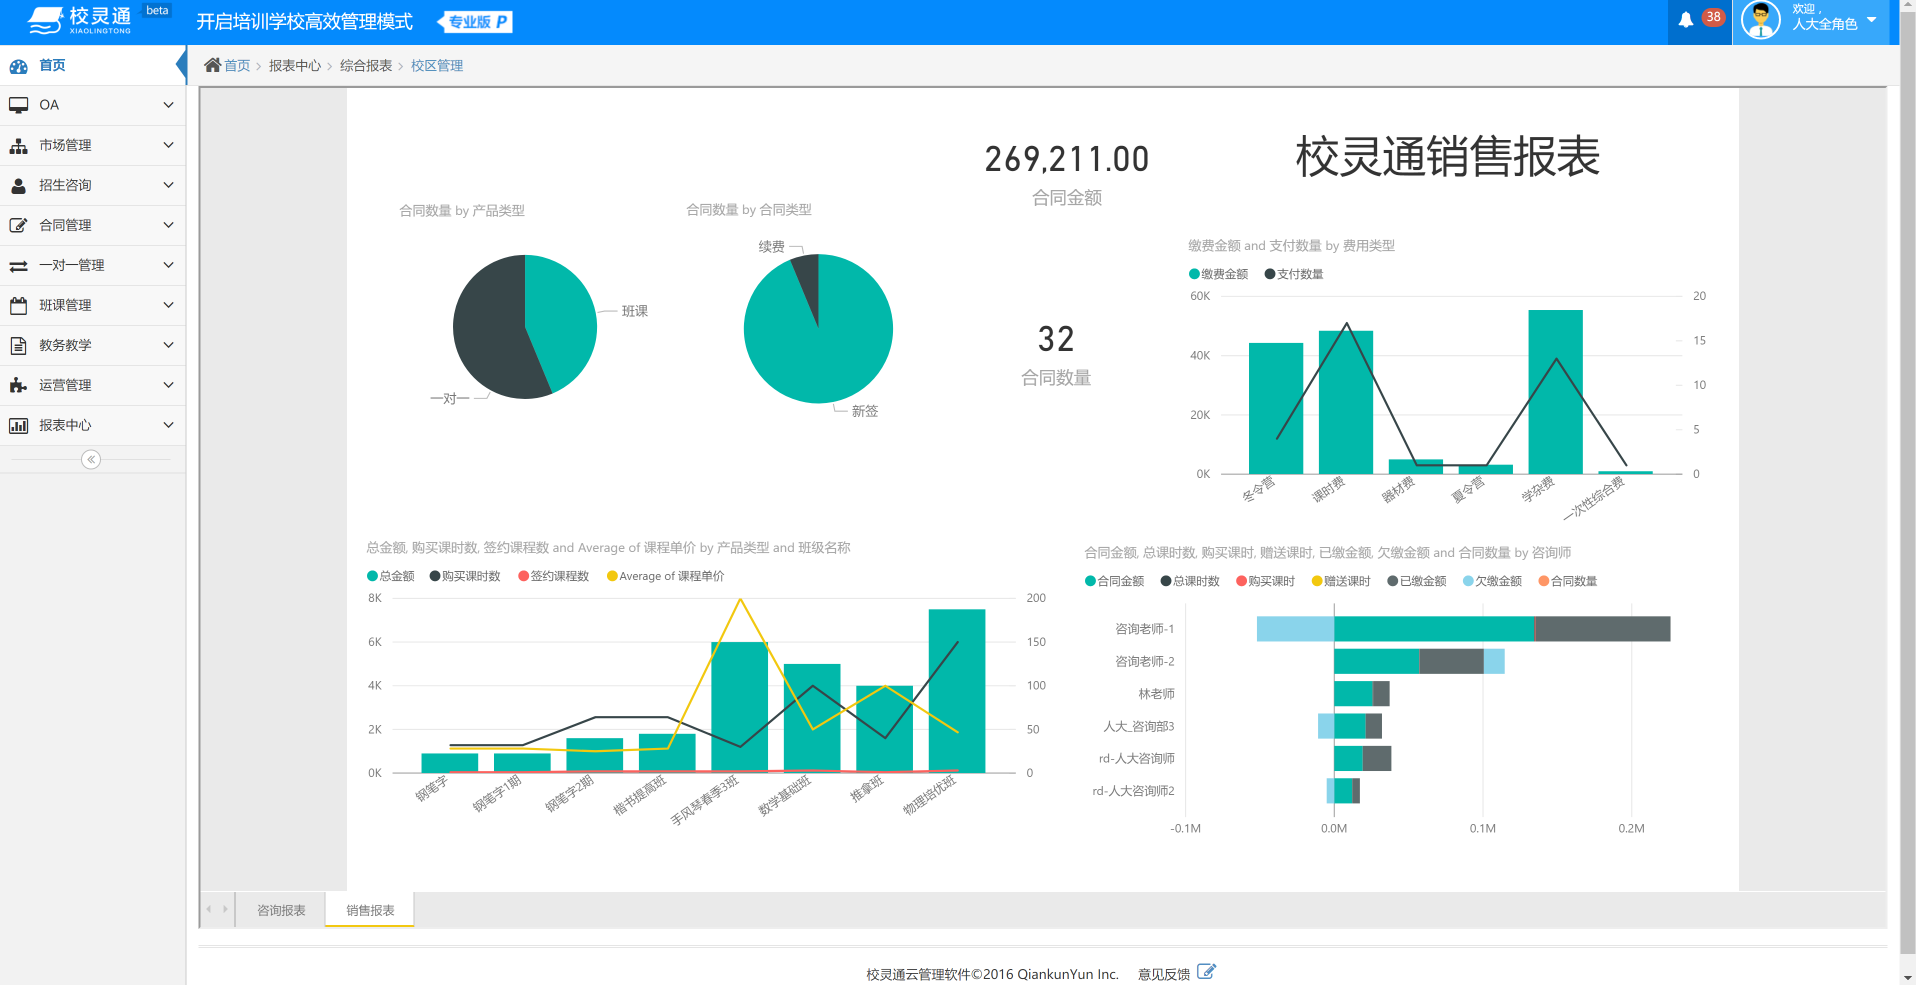 校灵通 beta
XIAOLINGTONG
开启培训学校高效管理模式
专业版 P
38
欢迎，
人大全角色
首页
OA
市场管理
招生咨询
合同管理
一对一管理
班课管理
教务教学
运营管理
报表中心
首页 > 报表中心 > 综合报表 > 校区管理
269,211.00
合同金额
校灵通销售报表
合同数量 by 产品类型
班课
一对一
合同数量 by 合同类型
续费
新签
32
合同数量
缴费金额 and 支付数量 by 费用类型
缴费金额 支付数量
60K
40K
20K
0K
20
15
10
5
0
冬令营
课时费
器材费
夏令营
学杂费
一次性综合费
总金额, 购买课时数, 签约课程数 and Average of 课程单价 by 产品类型 and 班级名称
总金额 购买课时数 签约课程数 Average of 课程单价
8K
6K
4K
2K
0K
200
150
100
50
0
钢笔字
钢笔字1期
钢笔字2期
楷书提高班
手风琴春季3班
数学基础班
推拿班
物理培优班
合同金额, 总课时数, 购买课时, 赠送课时, 已缴金额, 欠缴金额 and 合同数量 by 咨询师
合同金额 总课时数 购买课时 赠送课时 已缴金额 欠缴金额 合同数量
咨询老师-1
咨询老师-2
林老师
人大_咨询部3
rd-人大咨询师
rd-人大咨询师2
-0.1M 0.0M 0.1M 0.2M
咨询报表 销售报表
校灵通云管理软件©2016 QiankunYun Inc. 意见反馈